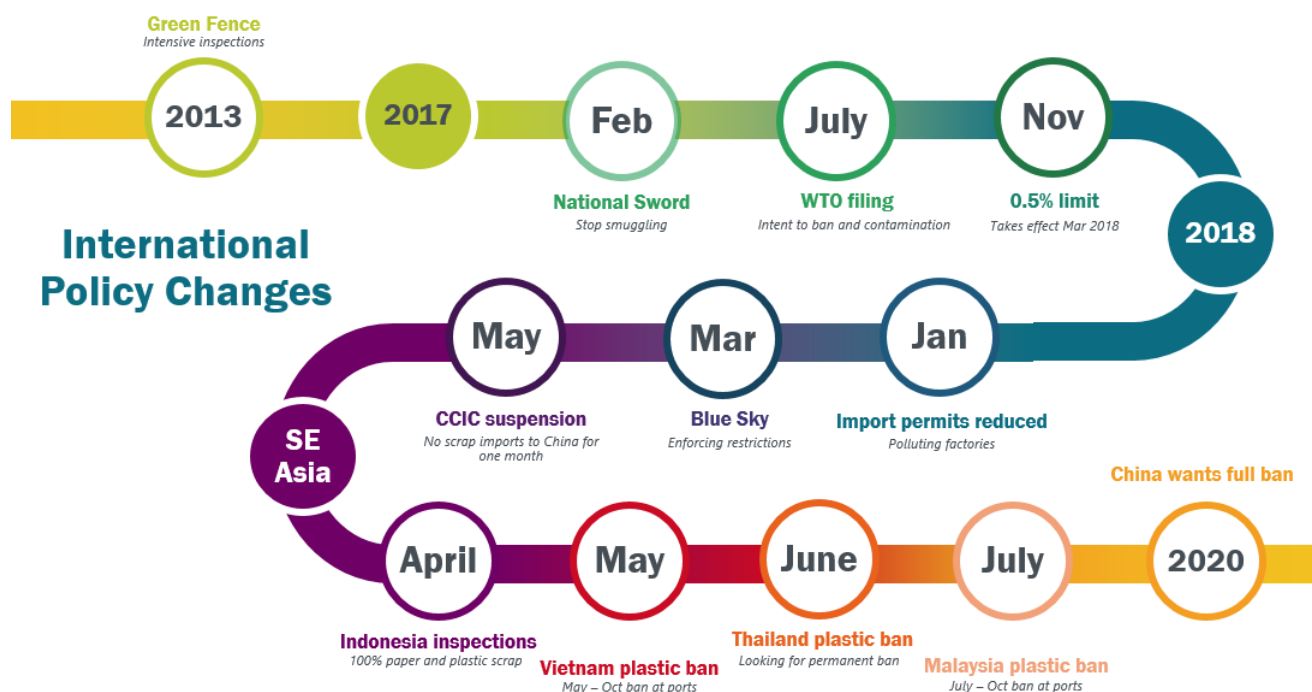 Green Fence
Intensive inspections
2013
2017
Feb
National Sword
Stop smuggling
July
WTO filing
Intent to ban and contamination
Nov
0.5% limit
Takes effect Mar 2018
2018
International
Policy Changes
Jan
Import permits reduced
Polluting factories
Mar
Blue Sky
Enforcing restrictions
May
CCIC suspension
No scrap imports to China for
one month
SE
Asia
April
Indonesia inspections
100% paper and plastic scrap
May
Vietnam plastic ban
May – Oct ban at ports
June
Thailand plastic ban
Looking for permanent ban
July
Malaysia plastic ban
July – Oct ban at ports
China wants full ban
2020